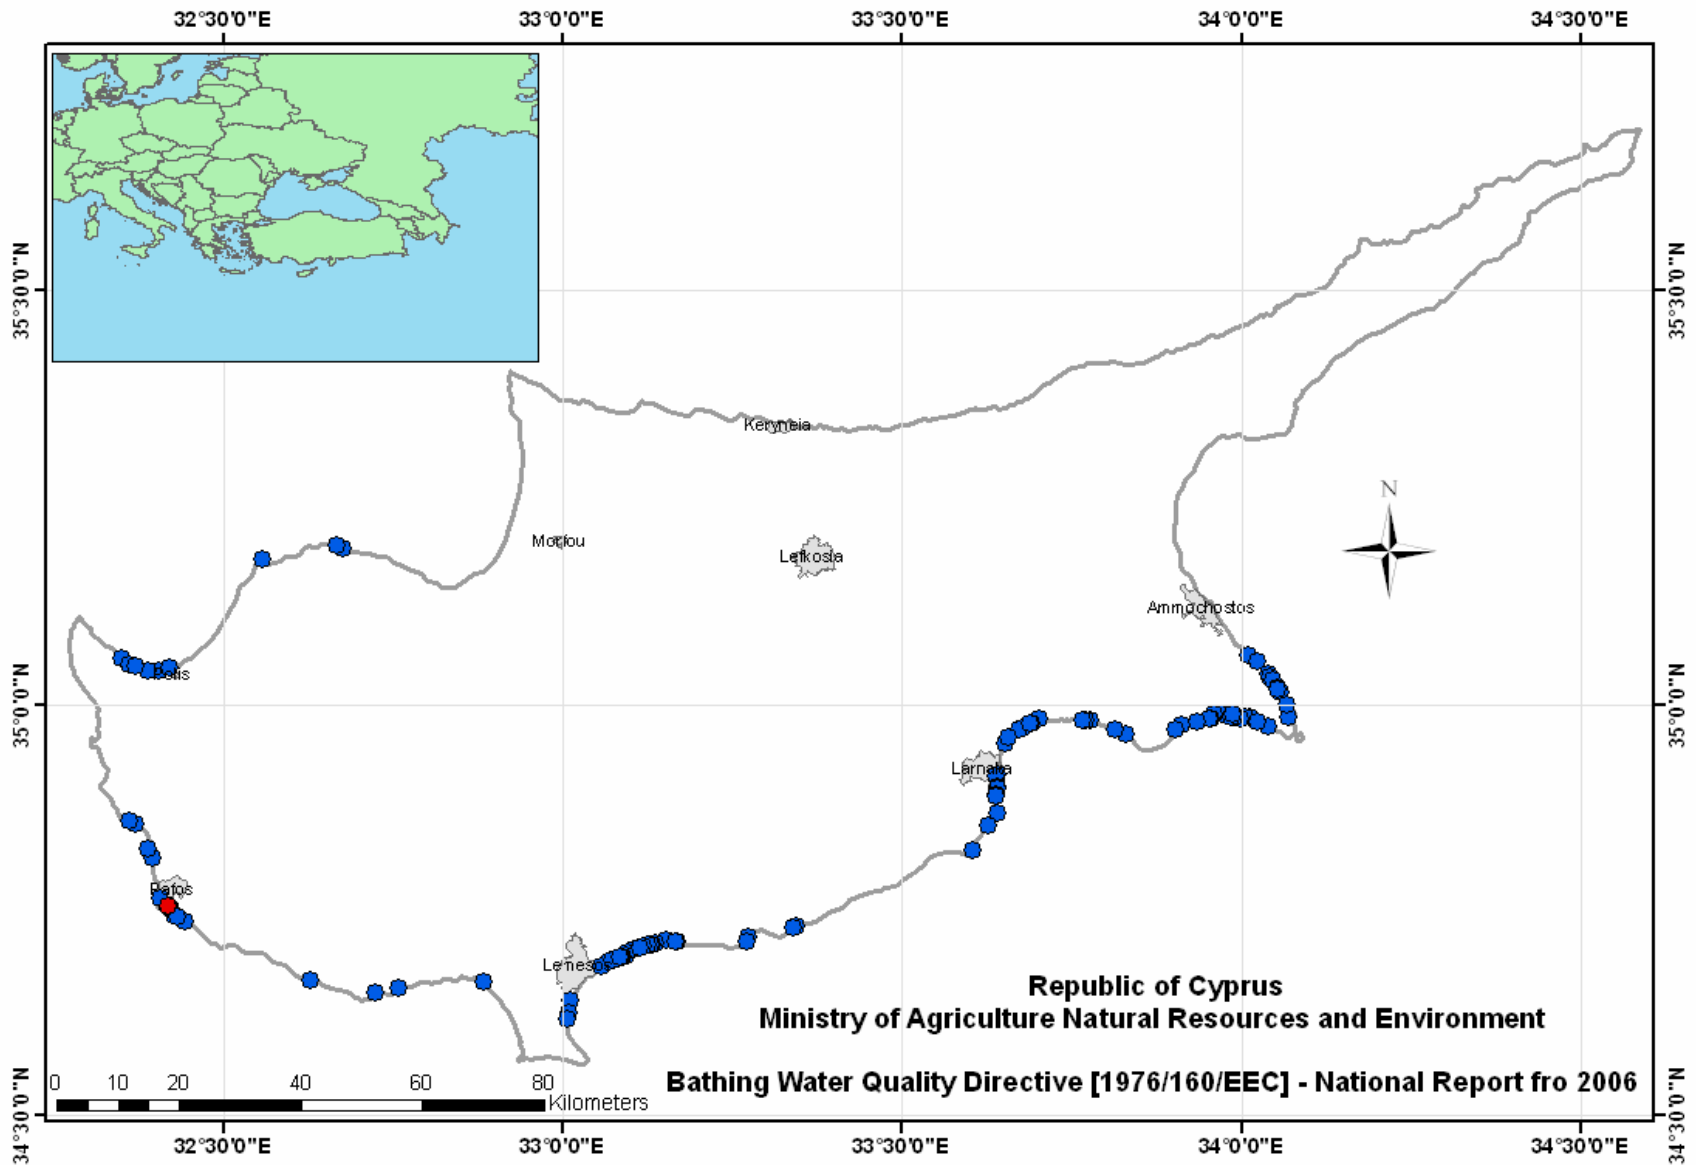 32°30'0"E 33°0'0"E 33°30'0"E 34°0'0"E 34°30'0"E
35°30'0"N 35°30'0"N
Keryneia
N
Morfou
Lefkosia
Ammochostos
Polis
35°0'0"N 35°0'0"N
Larnaka
Pafos
Lemesos
Republic of Cyprus
Ministry of Agriculture Natural Resources and Environment
Bathing Water Quality Directive [1976/160/EEC] - National Report fro 2006
0 10 20 40 60 80
Kilometers
34°30'0"N 34°30'0"N
32°30'0"E 33°0'0"E 33°30'0"E 34°0'0"E 34°30'0"E